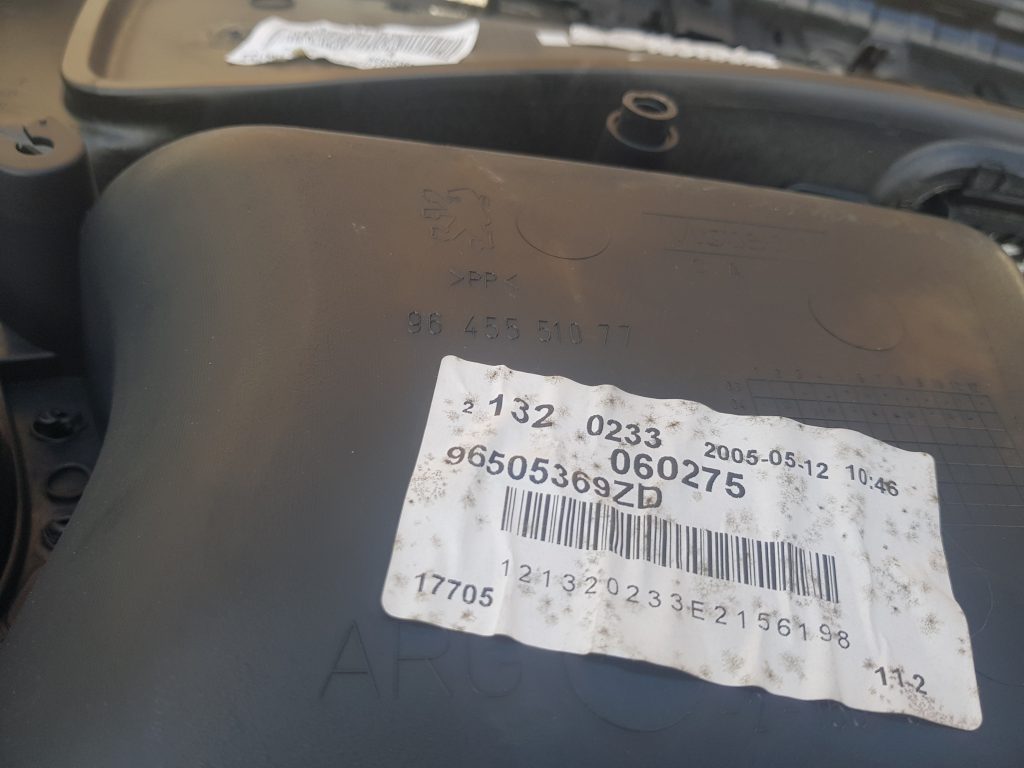 >PP<
96 455 510 77
2 132 0233 2005-05-12 10:46
96505369ZD 060275
121320233E2156198
17705 11-2
ARG